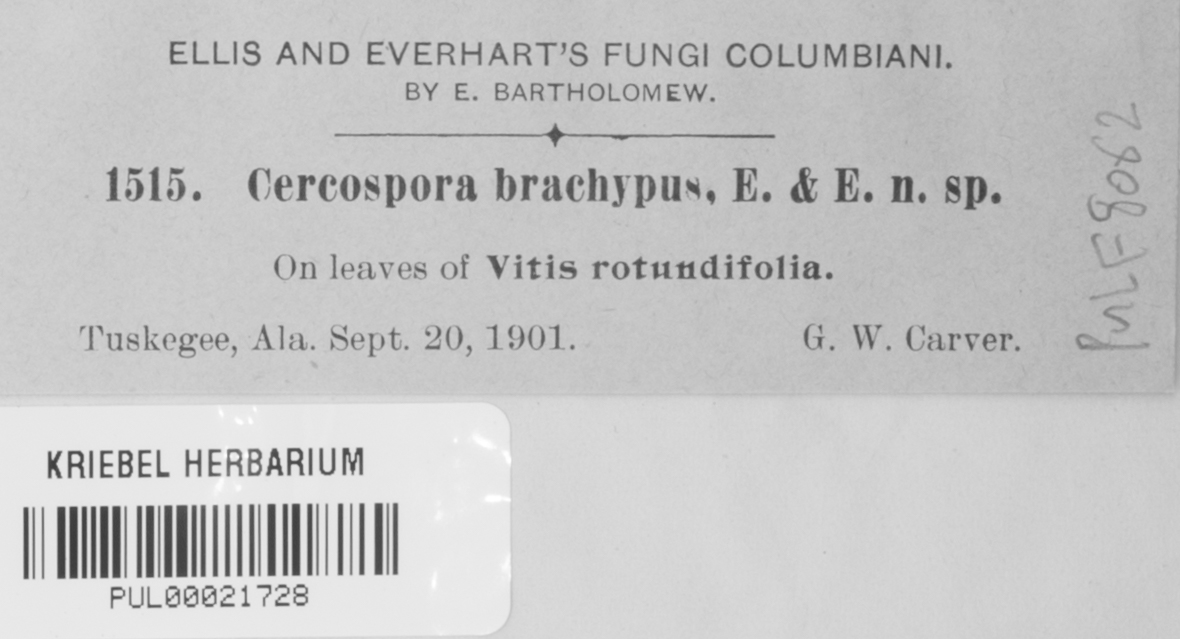 ELLIS AND EVERHART'S FUNGI COLUMBIANI.
BY E. BARTHOLOMEW.
1515. Cercospora brachypus, E. & E. n. sp.
On leaves of Vitis rotundifolia.
Tuskegee, Ala. Sept. 20, 1901. G. W. Carver.
PulF8062
KRIEBEL HERBARIUM
PUL00021728